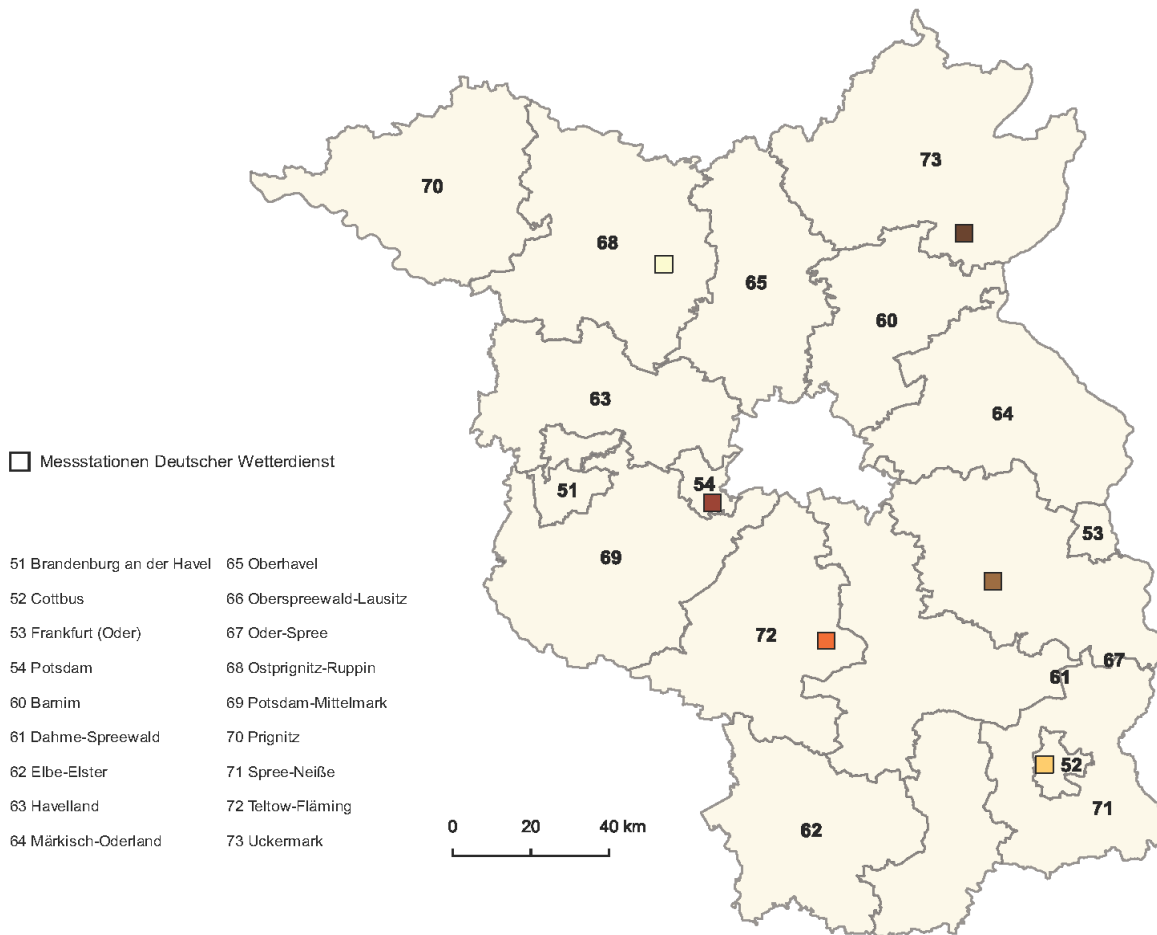 73
70
68
65
60
63
64
Messstationen Deutscher Wetterdienst
54
51
53
69
51 Brandenburg an der Havel 65 Oberhavel
52 Cottbus 66 Oberspreewald-Lausitz
53 Frankfurt (Oder) 67 Oder-Spree
72
67
54 Potsdam 68 Ostprignitz-Ruppin
61
60 Barnim 69 Potsdam-Mittelmark
61 Dahme-Spreewald 70 Prignitz
52
62 Elbe-Elster 71 Spree-Neiße
63 Havelland 72 Teltow-Fläming
71
0 20 40 km
62
64 Märkisch-Oderland 73 Uckermark